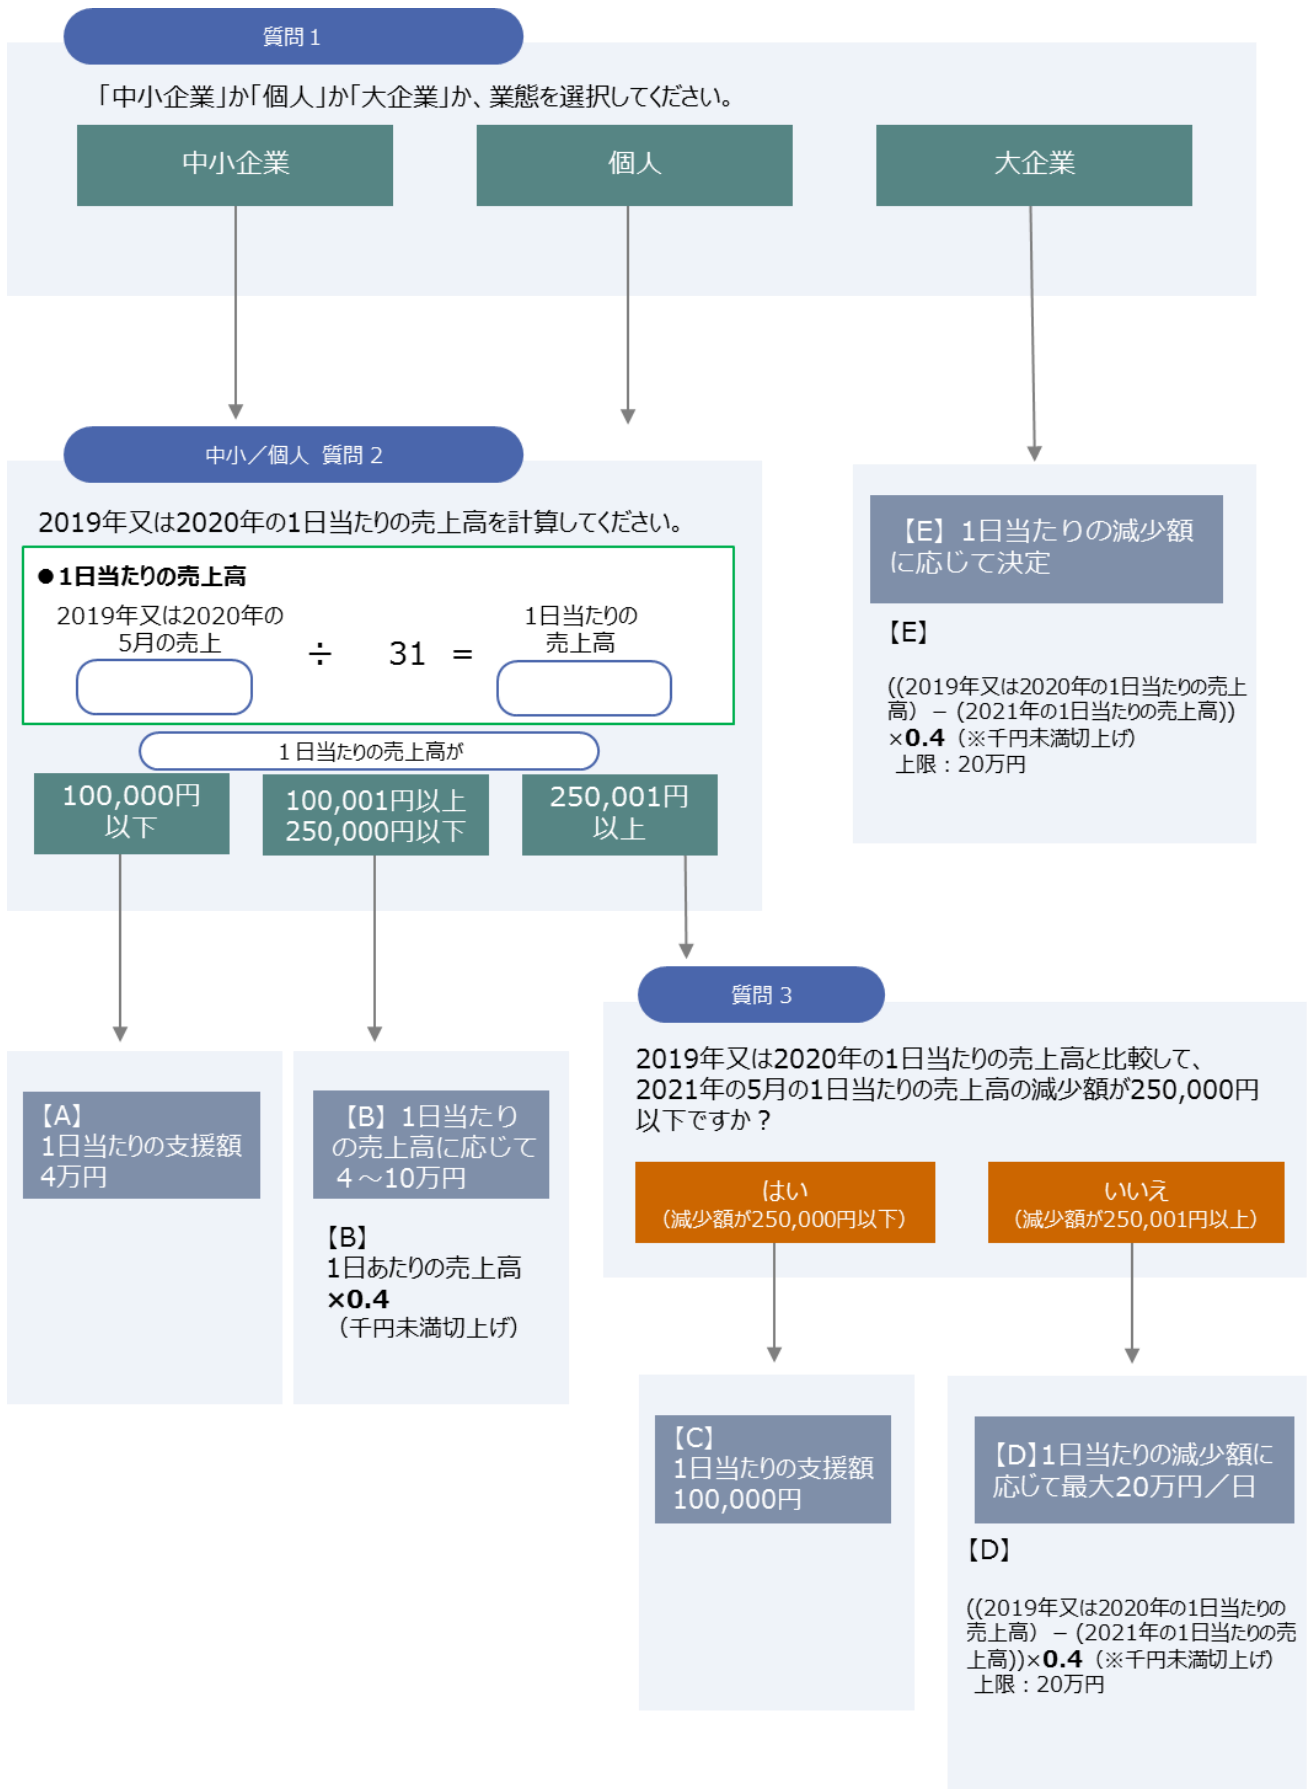 質問１
「中小企業」か「個人」か「大企業」か、業態を選択してください。
中小企業
個人
大企業
中小／個人 質問２
2019年又は2020年の1日当たりの売上高を計算してください。
●1日当たりの売上高
2019年又は2020年の
5月の売上
÷ 31 =
1日当たりの
売上高
１日当たりの売上高が
100,000円
以下
100,001円以上
250,000円以下
250,001円
以上
【E】1日当たりの減少額
に応じて決定
【E】
((2019年又は2020年の1日当たりの売上
高）－ (2021年の1日当たりの売上高))
×0.4（※千円未満切上げ）
上限：20万円
【A】
1日当たりの支援額
4万円
【B】1日当たり
の売上高に応じて
４～10万円
【B】
1日あたりの売上高
×0.4
（千円未満切上げ）
質問３
2019年又は2020年の1日当たりの売上高と比較して、
2021年の5月の1日当たりの売上高の減少額が250,000円
以下ですか？
はい
（減少額が250,000円以下）
いいえ
（減少額が250,001円以上）
【C】
1日当たりの支援額
100,000円
【D】1日当たりの減少額に
応じて最大20万円／日
【D】
((2019年又は2020年の1日当たりの
売上高）－ (2021年の1日当たりの売
上高))×0.4（※千円未満切上げ）
上限：20万円